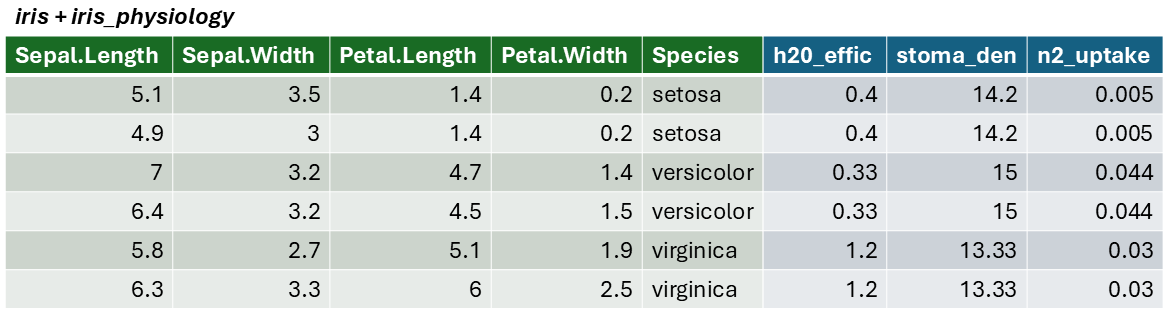 iris + iris_physiology
Sepal.Length Sepal.Width Petal.Length Petal.Width Species h20_effic stoma_den n2_uptake
5.1 3.5 1.4 0.2 setosa 0.4 14.2 0.005
4.9 3 1.4 0.2 setosa 0.4 14.2 0.005
7 3.2 4.7 1.4 versicolor 0.33 15 0.044
6.4 3.2 4.5 1.5 versicolor 0.33 15 0.044
5.8 2.7 5.1 1.9 virginica 1.2 13.33 0.03
6.3 3.3 6 2.5 virginica 1.2 13.33 0.03